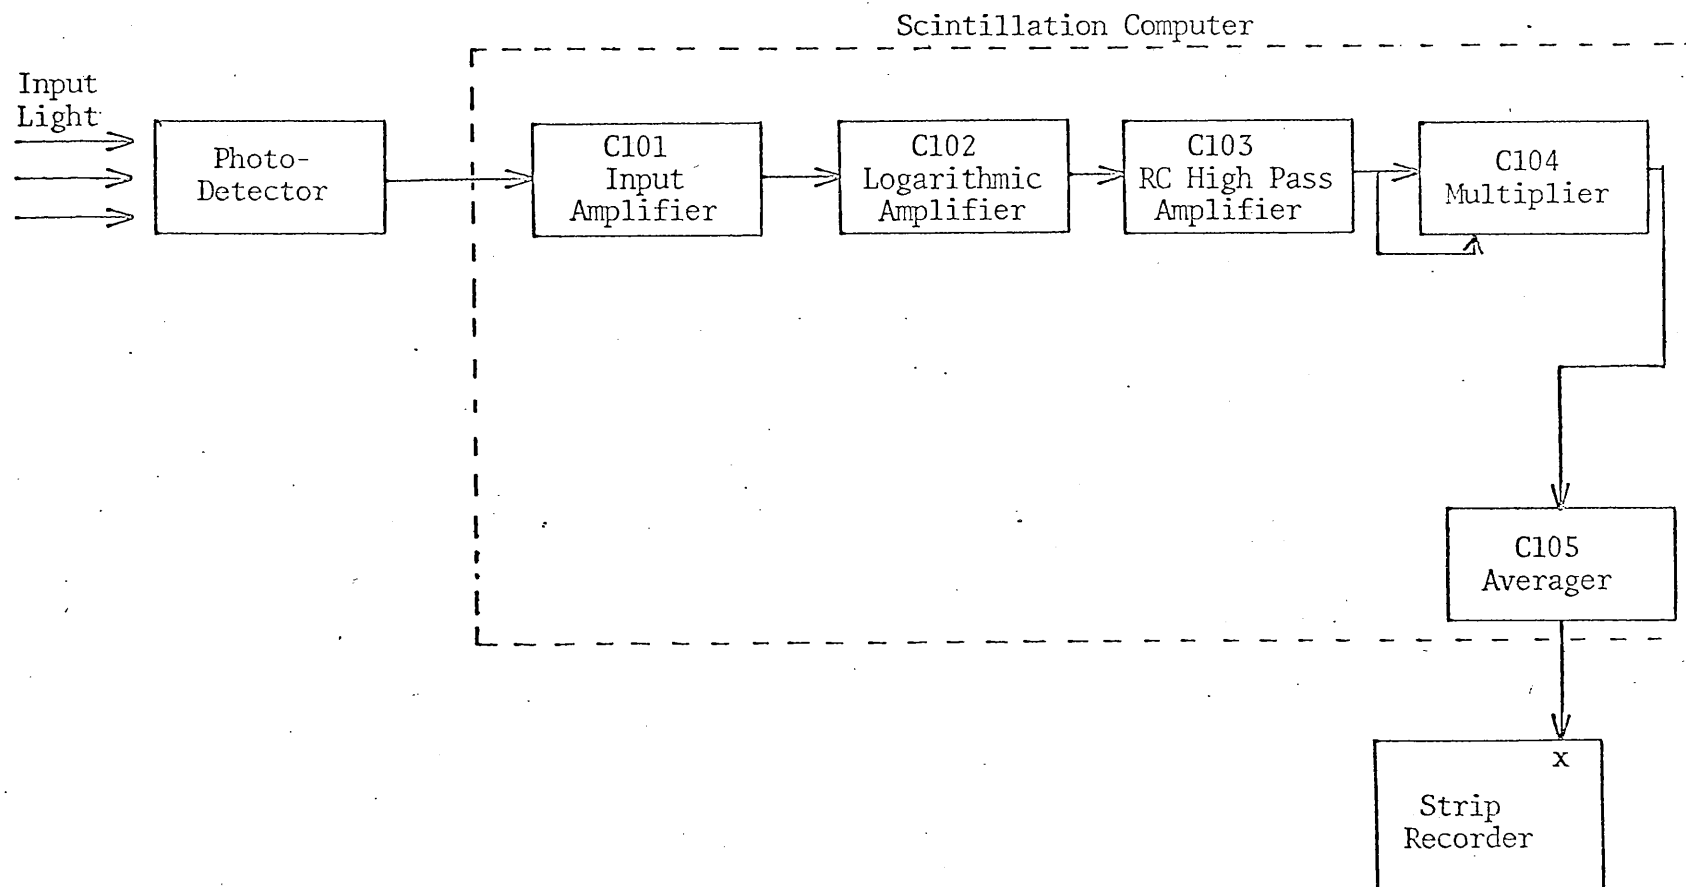 Scintillation Computer
Input
Light
Photo-
Detector
C101
Input
Amplifier
C102
Logarithmic
Amplifier
C103
RC High Pass
Amplifier
C104
Multiplier
C105
Averager
x
Strip
Recorder